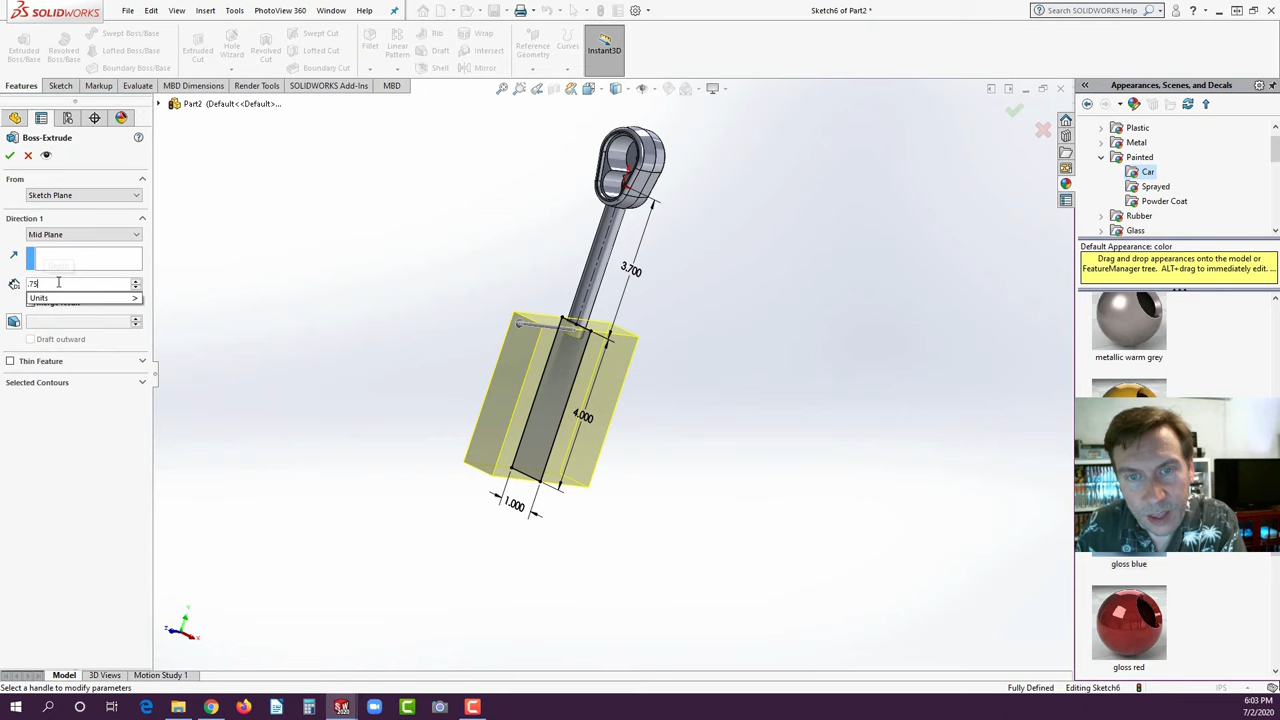 SOLIDWORKS
File Edit View Insert Tools PhotoView 360 Window Help
Sketch6 of Part2 *
Search SOLIDWORKS Help
Extruded Boss/Base
Revolved Boss/Base
Swept Boss/Base
Lofted Boss/Base
Boundary Boss/Base
Extruded Cut
Hole Wizard
Revolved Cut
Swept Cut
Lofted Cut
Boundary Cut
Fillet
Linear Pattern
Rib
Draft
Shell
Wrap
Intersect
Mirror
Reference Geometry
Curves
Instant3D
Features Sketch Markup Evaluate MBD Dimensions Render Tools SOLIDWORKS Add-Ins MBD
Part2 (Default<<Default>...
Boss-Extrude
From
Sketch Plane
Direction 1
Mid Plane
.75
Units >
Draft outward
Thin Feature
Selected Contours
3.700
4.000
1.000
Appearances, Scenes, and Decals
Plastic
Metal
Painted
Car
Sprayed
Powder Coat
Rubber
Glass
Default Appearance: color
Drag and drop appearances onto the model or
FeatureManager tree. ALT+drag to immediately edit. ...
metallic warm grey
gloss blue
gloss red
Model 3D Views Motion Study 1
Select a handle to modify parameters
Fully Defined Editing Sketch6 IPS
6:03 PM
7/2/2020